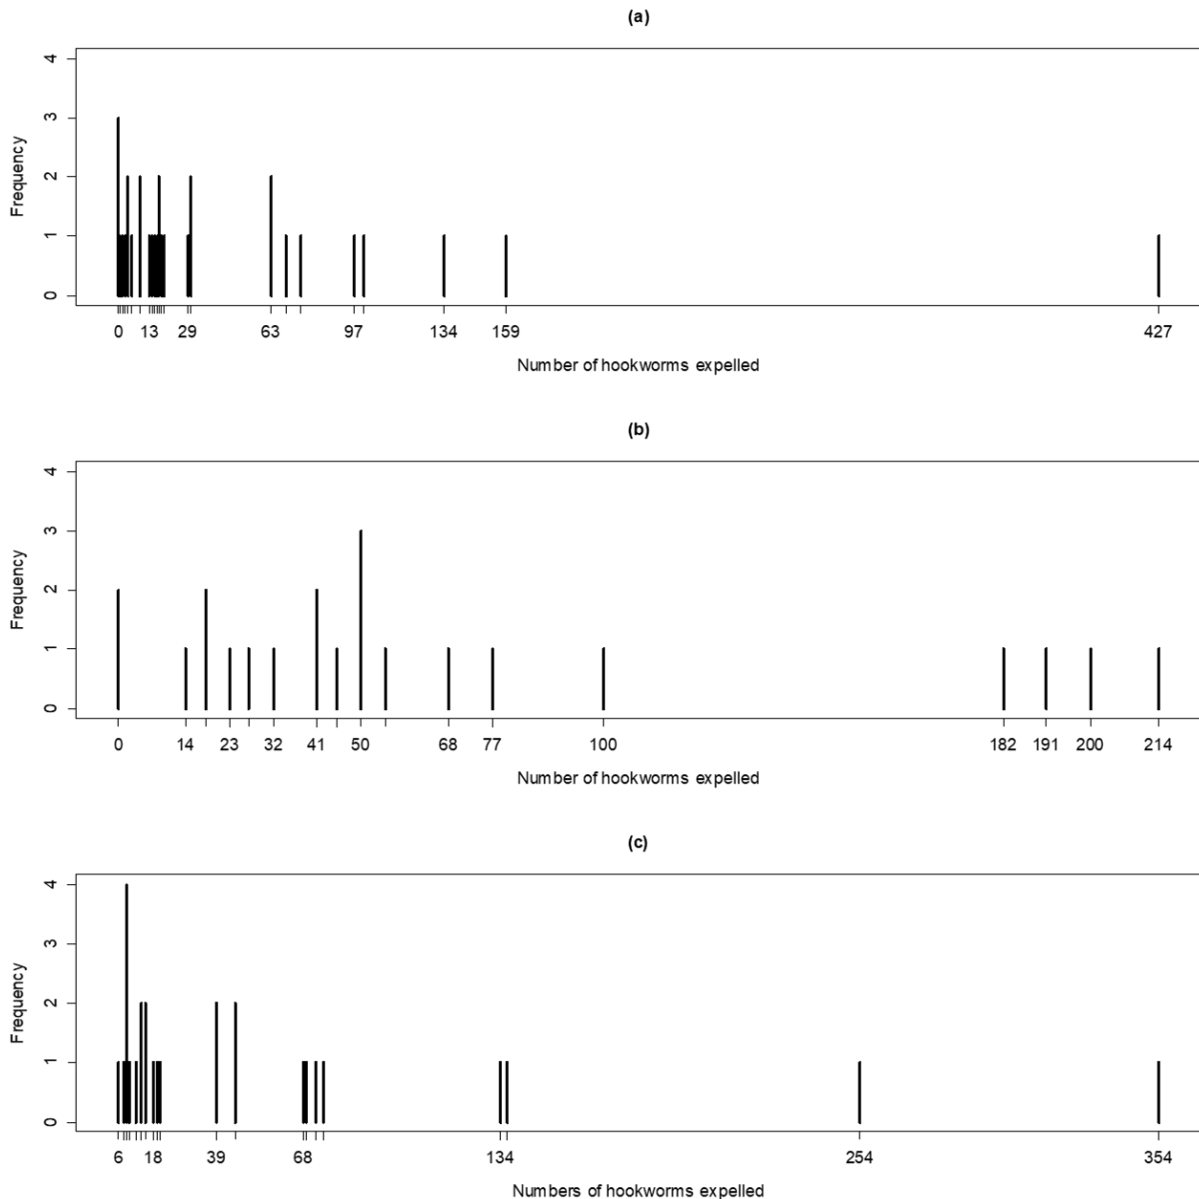 (a)
Frequency
4
3
2
1
0
0 13 29 63 97 134 159 427
Number of hookworms expelled
(b)
Frequency
4
3
2
1
0
0 14 23 32 41 50 68 77 100 182 191 200 214
Number of hookworms expelled
(c)
Frequency
4
3
2
1
0
6 18 39 68 134 254 354
Numbers of hookworms expelled